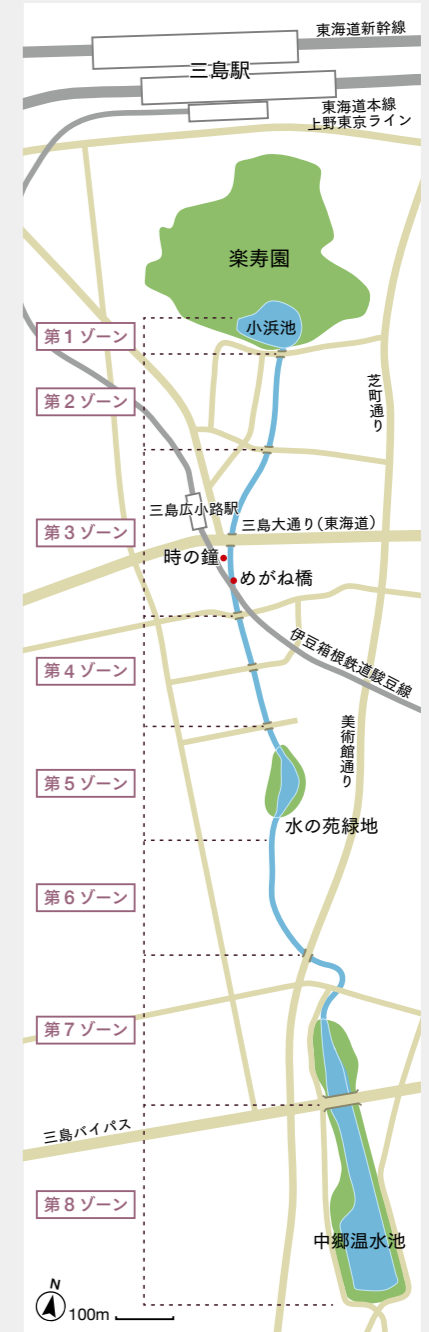 東海道新幹線
三島駅
東海道本線
上野東京ライン
楽寿園
小浜池
第1ゾーン
芝町通り
第2ゾーン
三島広小路駅
三島大通り(東海道)
第3ゾーン
時の鐘
めがね橋
伊豆箱根鉄道駿豆線
第4ゾーン
美術館通り
第5ゾーン
水の苑緑地
第6ゾーン
第7ゾーン
三島バイパス
第8ゾーン
中郷温水池
N
100m